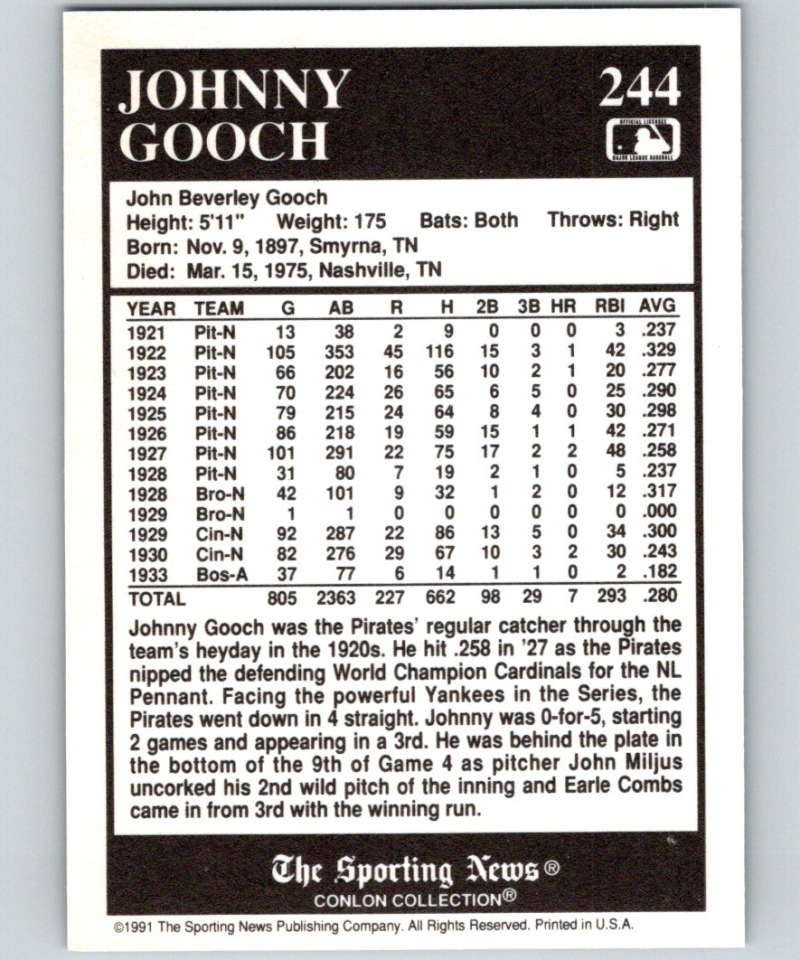 JOHNNY 244
GOOCH
OFFICIAL LICENSEE
MAJOR LEAGUE BASEBALL
John Beverley Gooch
Height: 5'11" Weight: 175 Bats: Both Throws: Right
Born: Nov. 9, 1897, Smyrna, TN
Died: Mar. 15, 1975, Nashville, TN
YEAR TEAM G AB R H 2B 3B HR RBI AVG
1921 Pit-N 13 38 2 9 0 0 0 3 .237
1922 Pit-N 105 353 45 116 15 3 1 42 .329
1923 Pit-N 66 202 16 56 10 2 1 20 .277
1924 Pit-N 70 224 26 65 6 5 0 25 .290
1925 Pit-N 79 215 24 64 8 4 0 30 .298
1926 Pit-N 86 218 19 59 15 1 1 42 .271
1927 Pit-N 101 291 22 75 17 2 2 48 .258
1928 Pit-N 31 80 7 19 2 1 0 5 .237
1928 Bro-N 42 101 9 32 1 2 0 12 .317
1929 Bro-N 1 1 0 0 0 0 0 0 .000
1929 Cin-N 92 287 22 86 13 5 0 34 .300
1930 Cin-N 82 276 29 67 10 3 2 30 .243
1933 Bos-A 37 77 6 14 1 1 0 2 .182
TOTAL 805 2363 227 662 98 29 7 293 .280
Johnny Gooch was the Pirates' regular catcher through the
team's heyday in the 1920s. He hit .258 in '27 as the Pirates
nipped the defending World Champion Cardinals for the NL
Pennant. Facing the powerful Yankees in the Series, the
Pirates went down in 4 straight. Johnny was 0-for-5, starting
2 games and appearing in a 3rd. He was behind the plate in
the bottom of the 9th of Game 4 as pitcher John Miljus
uncorked his 2nd wild pitch of the inning and Earle Combs
came in from 3rd with the winning run.
The Sporting News®
CONLON COLLECTION®
©1991 The Sporting News Publishing Company. All Rights Reserved. Printed in U.S.A.